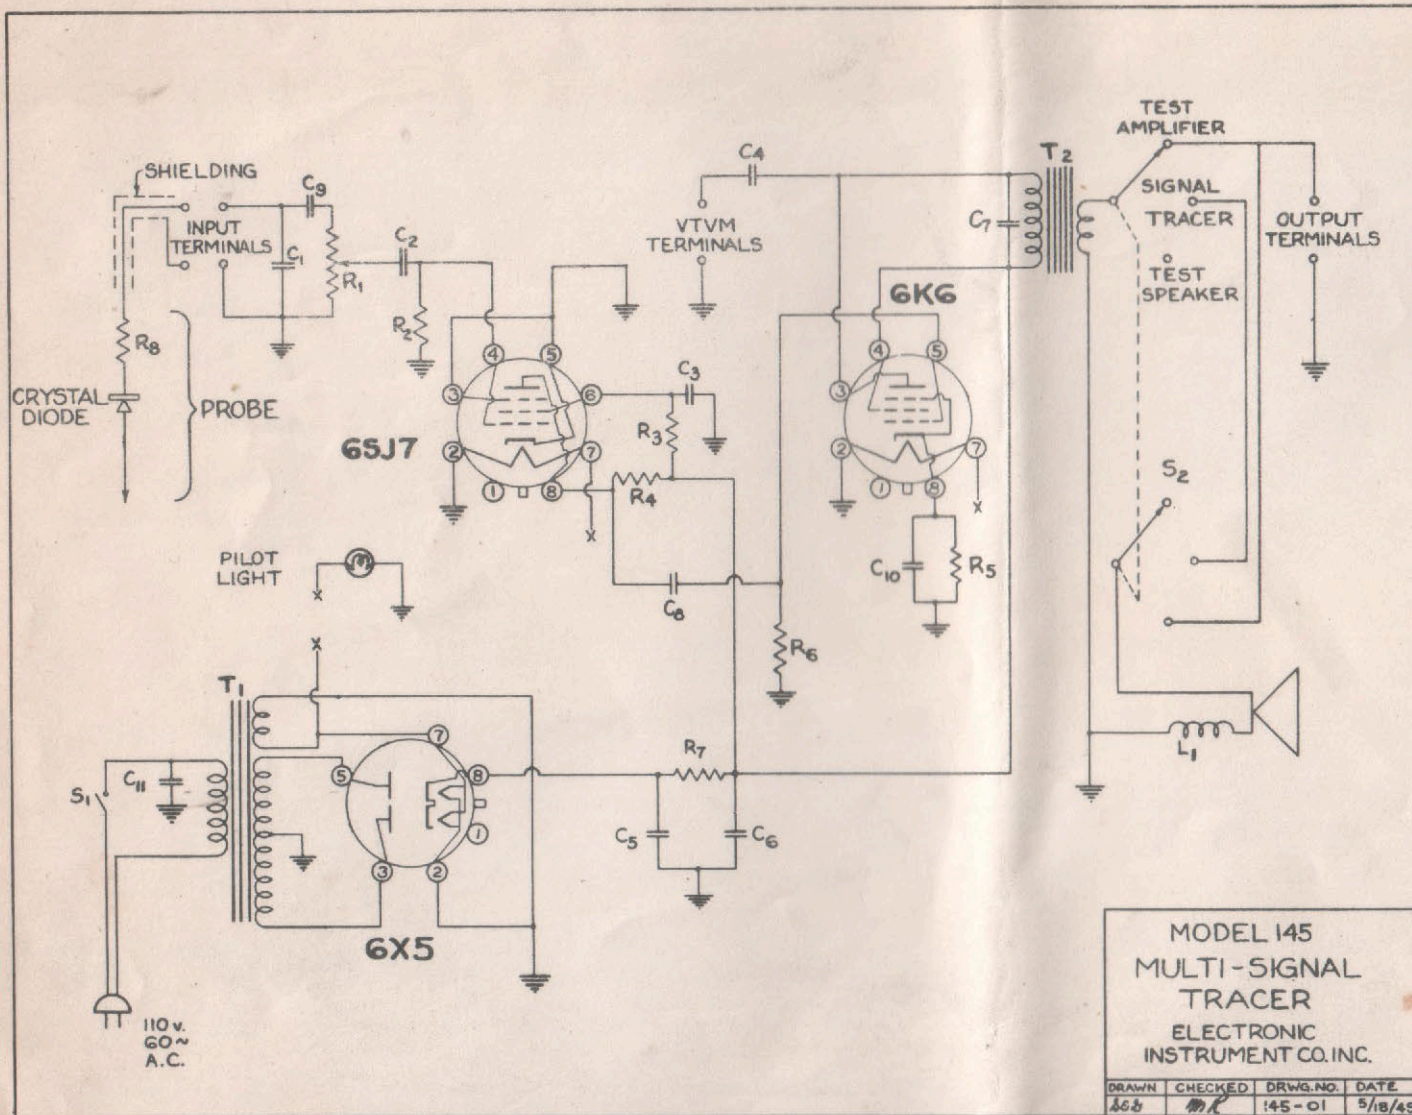 SHIELDING
INPUT
TERMINALS
C9
C1
R1
C2
R2
R8
CRYSTAL
DIODE
PROBE
6SJ7
4
5
3
6
2
7
1
8
C3
R3
R4
C8
X
C4
VTVM
TERMINALS
6K6
4
5
3
2
7
1
8
X
C10
R5
R6
C7
T2
TEST
AMPLIFIER
SIGNAL
TRACER
TEST
SPEAKER
OUTPUT
TERMINALS
S2
L1
PILOT
LIGHT
X
X
T1
S1
C11
7
5
8
1
3
2
6X5
R7
C5
C6
110 v.
60~
A.C.
MODEL 145
MULTI-SIGNAL
TRACER
ELECTRONIC
INSTRUMENT CO. INC.
DRAWN CHECKED DRWG. NO. DATE
145-01